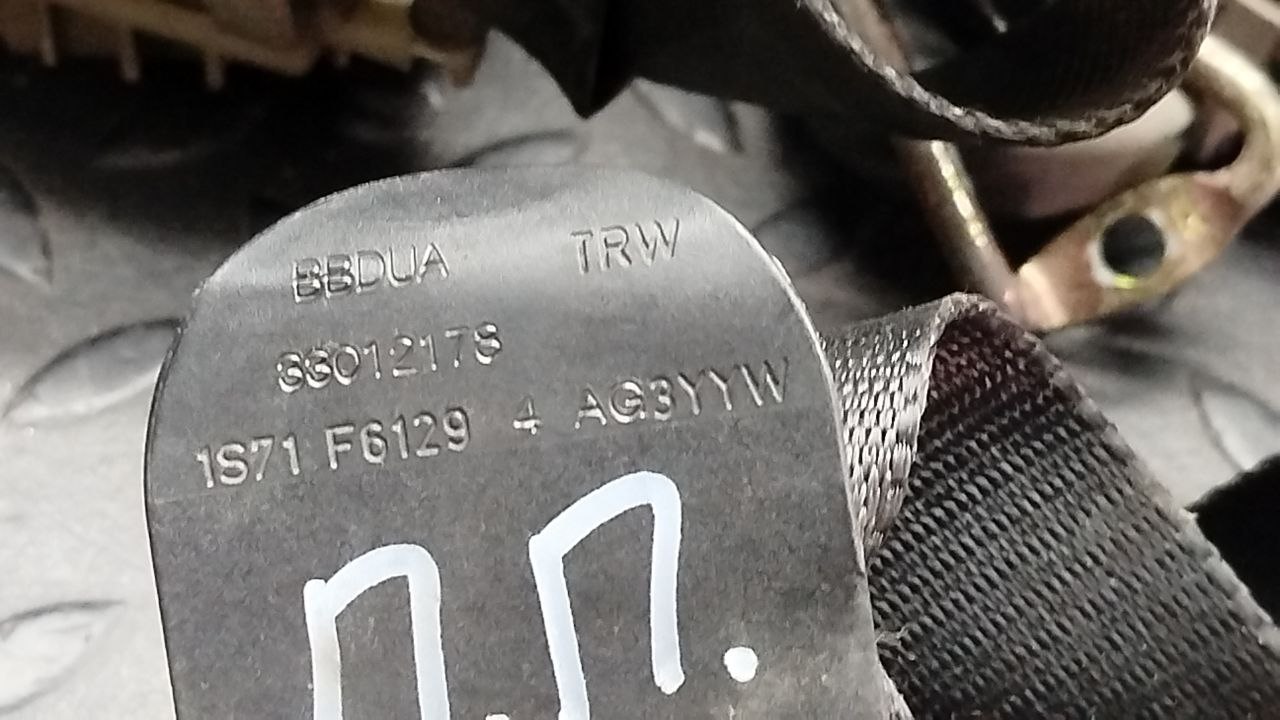 BBDUA TRW
33012178
1S71 F6129 4 AG3YYW
П.П.